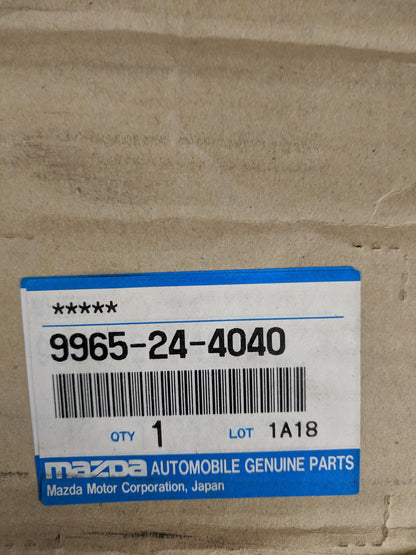 *****
9965-24-4040
QTY 1 LOT 1A18
mazda AUTOMOBILE GENUINE PARTS
Mazda Motor Corporation, Japan